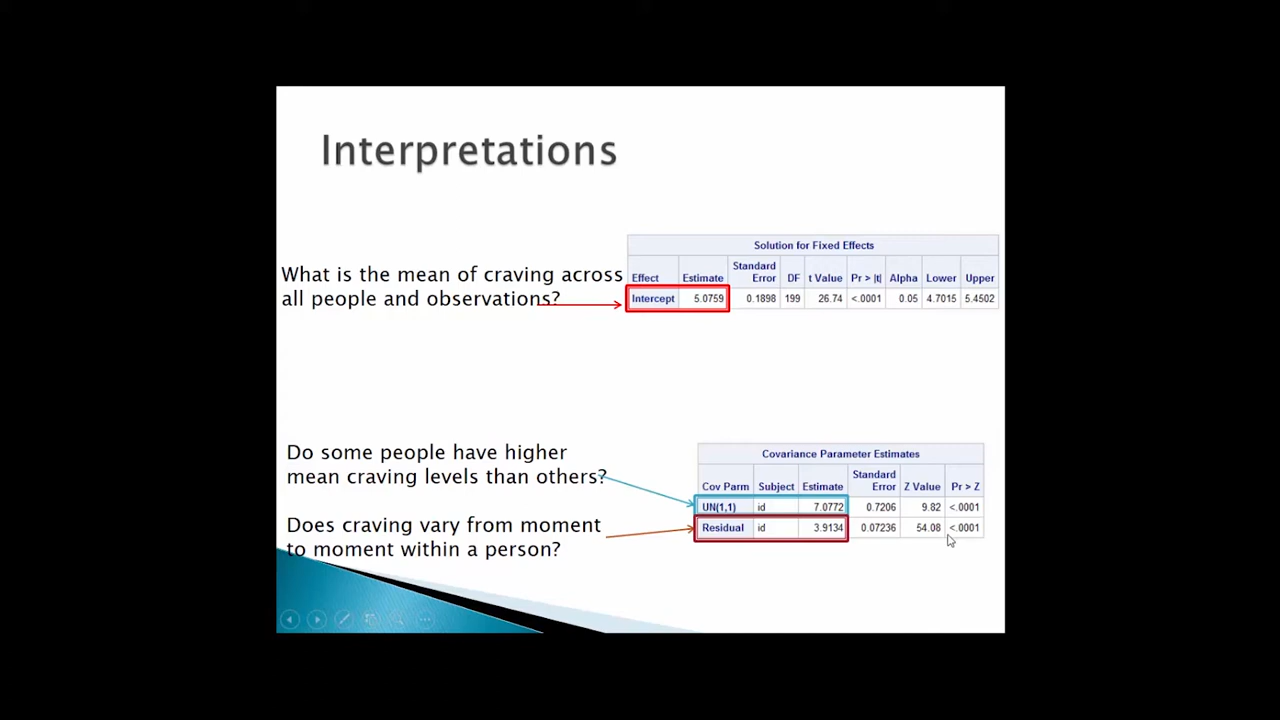 Interpretations
What is the mean of craving across
all people and observations?
Solution for Fixed Effects
Effect Estimate Standard Error DF t Value Pr > |t| Alpha Lower Upper
Intercept 5.0759 0.1898 199 26.74 <.0001 0.05 4.7015 5.4502
Do some people have higher
mean craving levels than others?
Does craving vary from moment
to moment within a person?
Covariance Parameter Estimates
Cov Parm Subject Estimate Standard Error Z Value Pr > Z
UN(1,1) id 7.0772 0.7206 9.82 <.0001
Residual id 3.9134 0.07236 54.08 <.0001